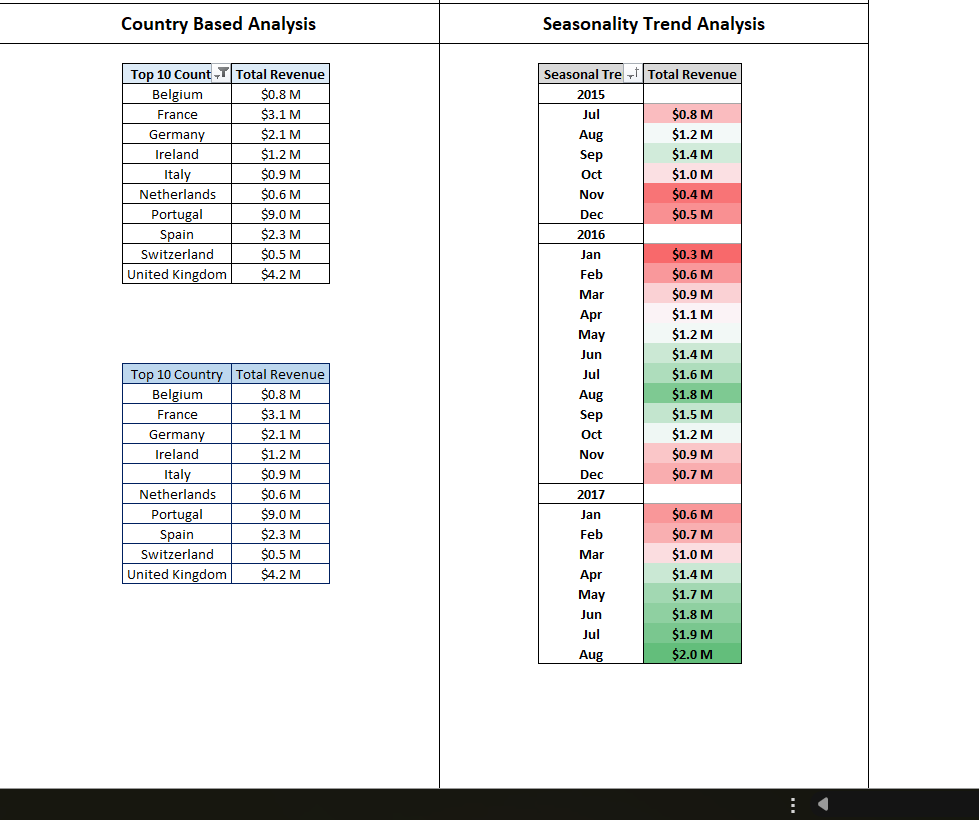 Country Based Analysis
Top 10 Count Total Revenue
Belgium $0.8 M
France $3.1 M
Germany $2.1 M
Ireland $1.2 M
Italy $0.9 M
Netherlands $0.6 M
Portugal $9.0 M
Spain $2.3 M
Switzerland $0.5 M
United Kingdom $4.2 M
Top 10 Country Total Revenue
Belgium $0.8 M
France $3.1 M
Germany $2.1 M
Ireland $1.2 M
Italy $0.9 M
Netherlands $0.6 M
Portugal $9.0 M
Spain $2.3 M
Switzerland $0.5 M
United Kingdom $4.2 M
Seasonality Trend Analysis
Seasonal Tre Total Revenue
2015
Jul $0.8 M
Aug $1.2 M
Sep $1.4 M
Oct $1.0 M
Nov $0.4 M
Dec $0.5 M
2016
Jan $0.3 M
Feb $0.6 M
Mar $0.9 M
Apr $1.1 M
May $1.2 M
Jun $1.4 M
Jul $1.6 M
Aug $1.8 M
Sep $1.5 M
Oct $1.2 M
Nov $0.9 M
Dec $0.7 M
2017
Jan $0.6 M
Feb $0.7 M
Mar $1.0 M
Apr $1.4 M
May $1.7 M
Jun $1.8 M
Jul $1.9 M
Aug $2.0 M